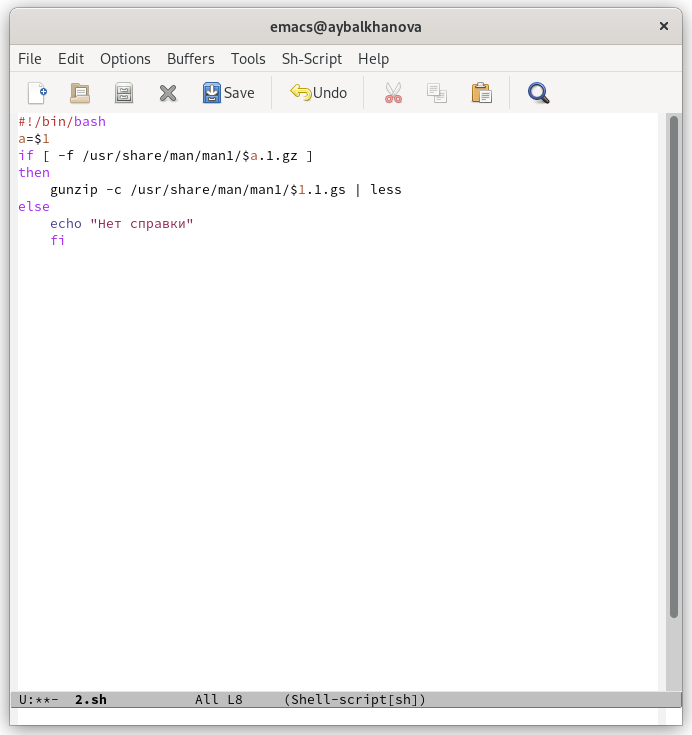 emacs@aybalkhanova ×
File Edit Options Buffers Tools Sh-Script Help
Save Undo
#!/bin/bash
a=$1
if [ -f /usr/share/man/man1/$a.1.gz ]
then
    gunzip -c /usr/share/man/man1/$1.1.gs | less
else
    echo "Нет справки"
    fi
U:**-  2.sh           All L8     (Shell-script[sh])